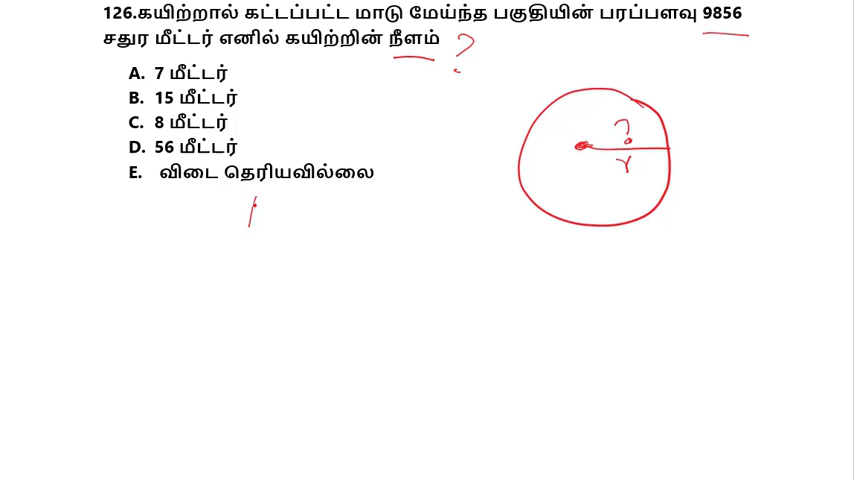 126.கயிற்றால் கட்டப்பட்ட மாடு மேய்ந்த பகுதியின் பரப்பளவு 9856
சதுர மீட்டர் எனில் கயிற்றின் நீளம் ?
A. 7 மீட்டர்
B. 15 மீட்டர்
C. 8 மீட்டர்
D. 56 மீட்டர்
E. விடை தெரியவில்லை
?
r